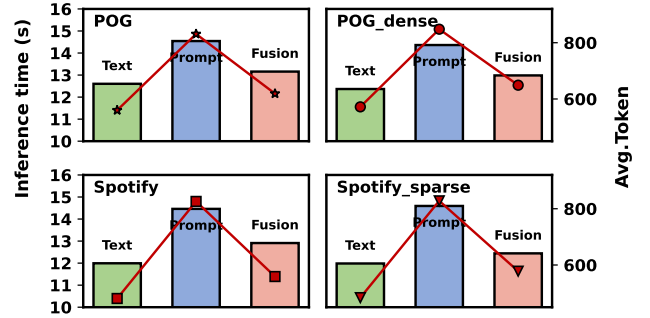 Inference time (s)
16
15
14
13
12
11
10
POG
Text
Prompt
Fusion
POG_dense
Text
Prompt
Fusion
800
600
Avg.Token
16
15
14
13
12
11
10
Spotify
Text
Prompt
Fusion
Spotify_sparse
Text
Prompt
Fusion
800
600